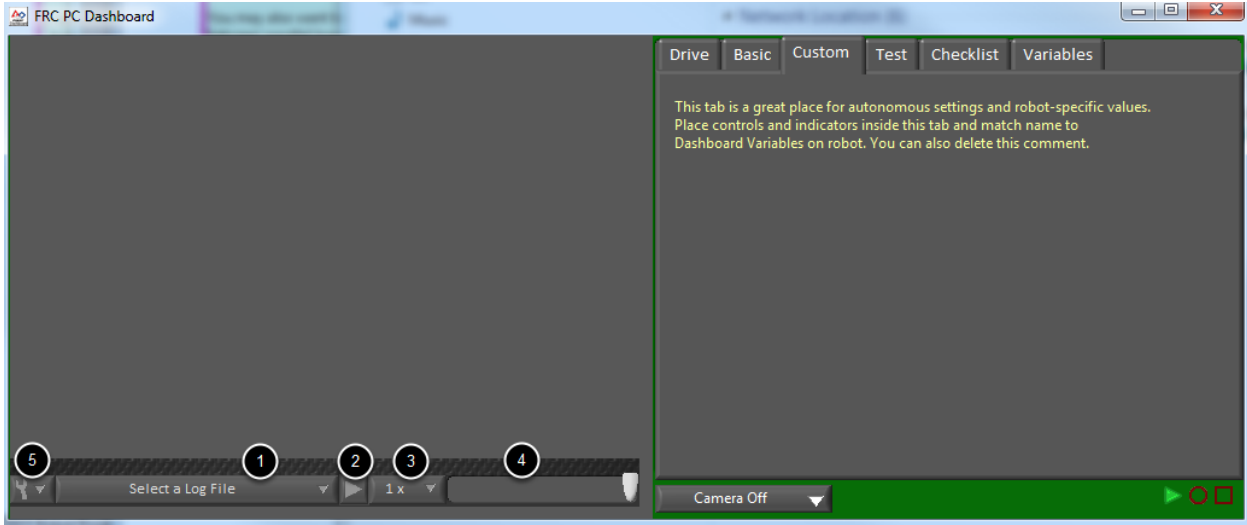 FRC PC Dashboard
Drive Basic Custom Test Checklist Variables
This tab is a great place for autonomous settings and robot-specific values.
Place controls and indicators inside this tab and match name to
Dashboard Variables on robot. You can also delete this comment.
5 1 2 3 4
Select a Log File 1 x
Camera Off